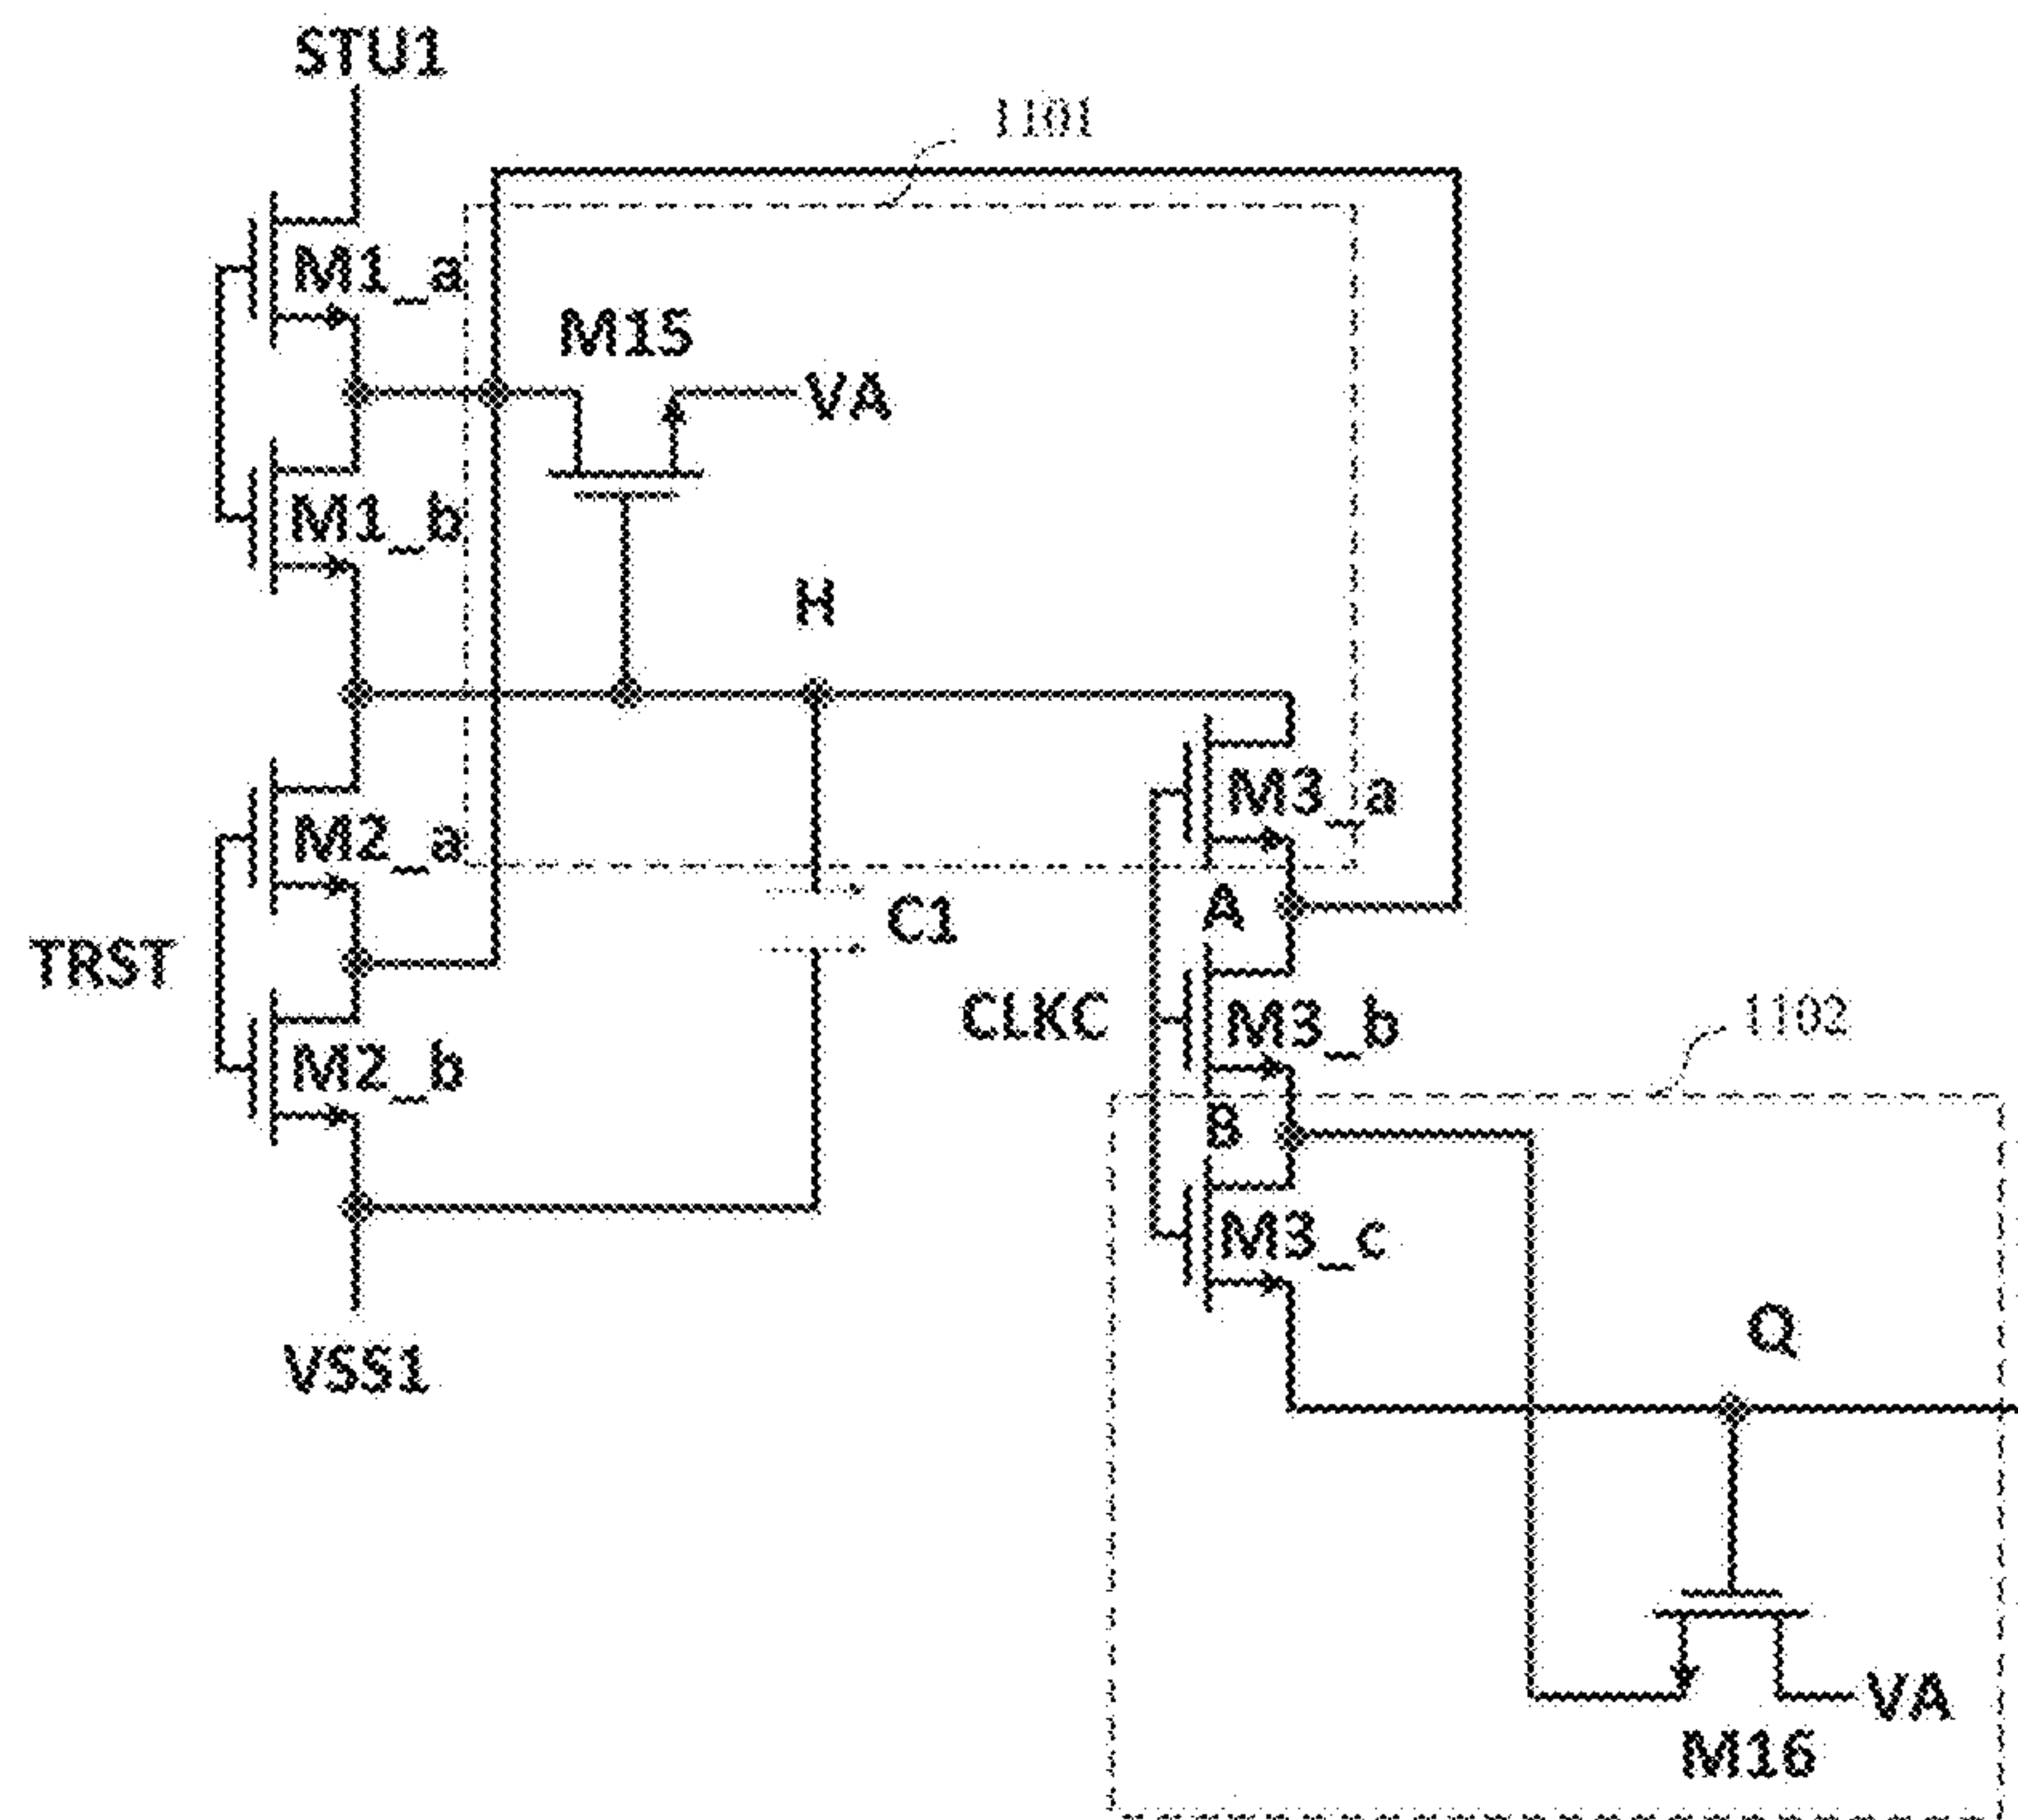 STU1
1101
M1_a
M15
VA
M1_b
H
M3_a
M2_a
A
C1
TRST
CLKC
M3_b
1102
M2_b
B
M3_c
Q
VSS1
VA
M16